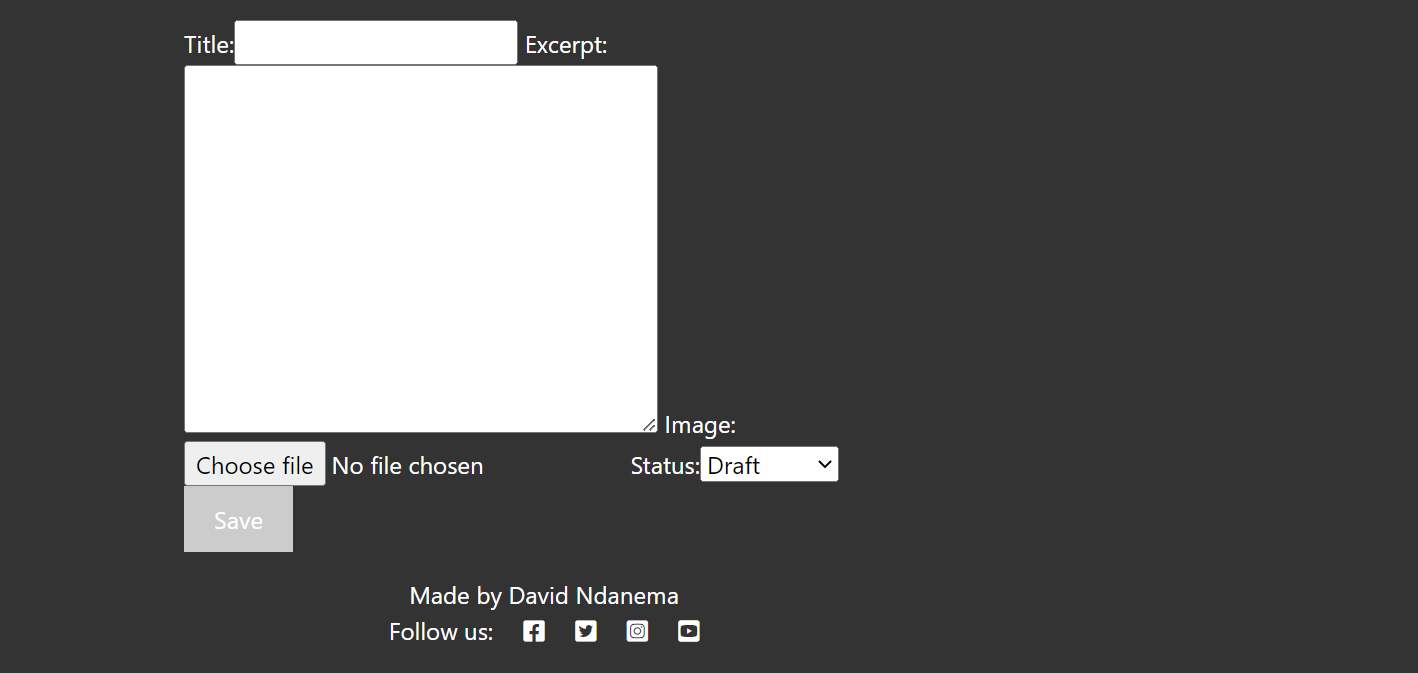 Title: Excerpt:
Image:
Choose file No file chosen Status: Draft
Save
Made by David Ndanema
Follow us: